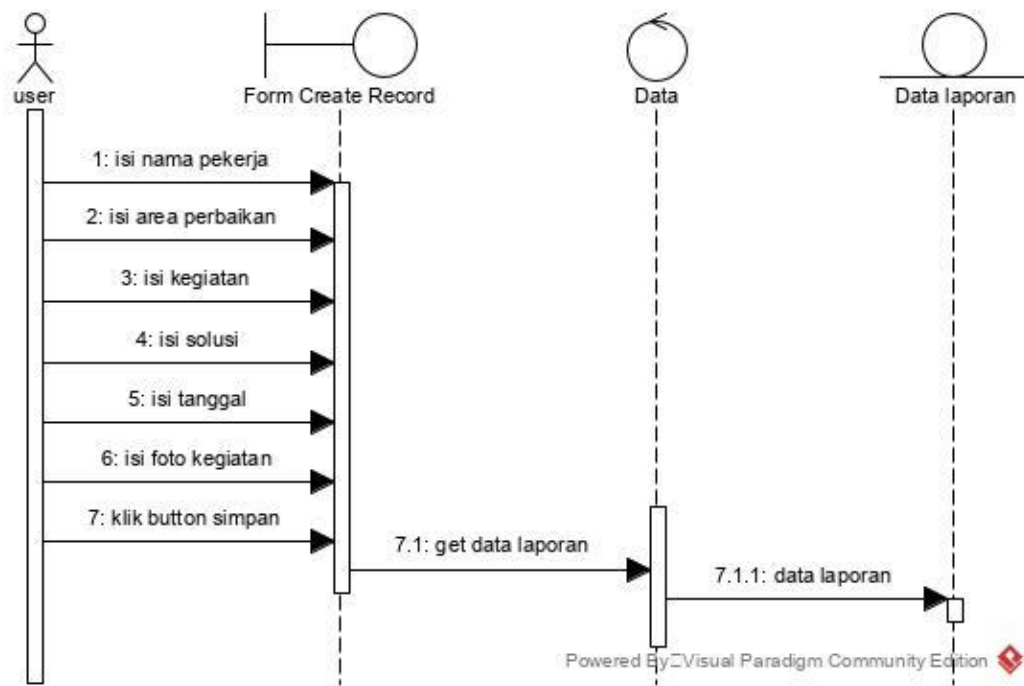 user
Form Create Record
Data
Data laporan
1: isi nama pekerja
2: isi area perbaikan
3: isi kegiatan
4: isi solusi
5: isi tanggal
6: isi foto kegiatan
7: klik button simpan
7.1: get data laporan
7.1.1: data laporan
Powered By Visual Paradigm Community Edition